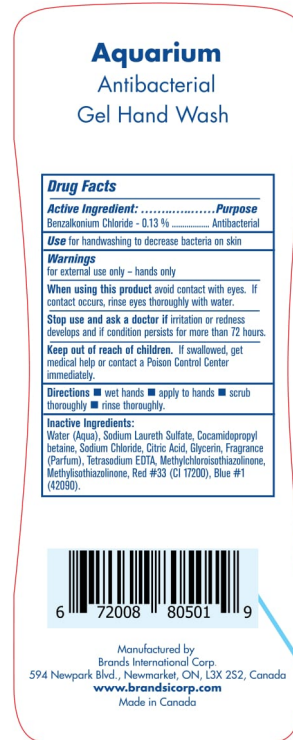 Aquarium
Antibacterial
Gel Hand Wash
Drug Facts
Active Ingredient: ...............Purpose
Benzalkonium Chloride - 0.13 % .................. Antibacterial
Use for handwashing to decrease bacteria on skin
Warnings
for external use only – hands only
When using this product avoid contact with eyes. If
contact occurs, rinse eyes thoroughly with water.
Stop use and ask a doctor if irritation or redness
develops and if condition persists for more than 72 hours.
Keep out of reach of children. If swallowed, get
medical help or contact a Poison Control Center
immediately.
Directions ■ wet hands ■ apply to hands ■ scrub
thoroughly ■ rinse thoroughly.
Inactive Ingredients:
Water (Aqua), Sodium Laureth Sulfate, Cocamidopropyl
betaine, Sodium Chloride, Citric Acid, Glycerin, Fragrance
(Parfum), Tetrasodium EDTA, Methylchloroisothiazolinone,
Methylisothiazolinone, Red #33 (CI 17200), Blue #1
(42090).
6 72008 80501 9
Manufactured by
Brands International Corp.
594 Newpark Blvd., Newmarket, ON, L3X 2S2, Canada
www.brandsicorp.com
Made in Canada